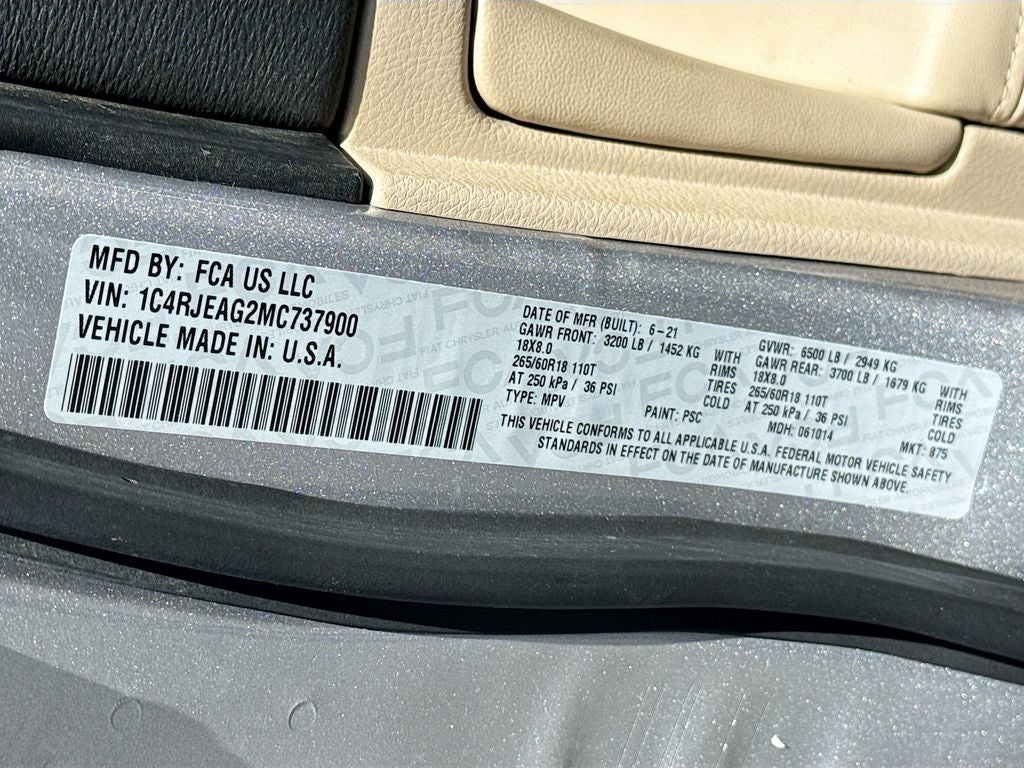 MFD BY: FCA US LLC
VIN: 1C4RJEAG2MC737900
VEHICLE MADE IN: U.S.A.
DATE OF MFR (BUILT): 6-21
GAWR FRONT: 3200 LB / 1452 KG WITH
18X8.0 RIMS
265/60R18 110T TIRES
AT 250 kPa / 36 PSI COLD
TYPE: MPV PAINT: PSC
GVWR: 6500 LB / 2949 KG
GAWR REAR: 3700 LB / 1679 KG WITH
18X8.0 RIMS
265/60R18 110T TIRES
AT 250 kPa / 36 PSI COLD
MDH: 061014 MKT: 875
THIS VEHICLE CONFORMS TO ALL APPLICABLE U.S.A. FEDERAL MOTOR VEHICLE SAFETY
STANDARDS IN EFFECT ON THE DATE OF MANUFACTURE SHOWN ABOVE.